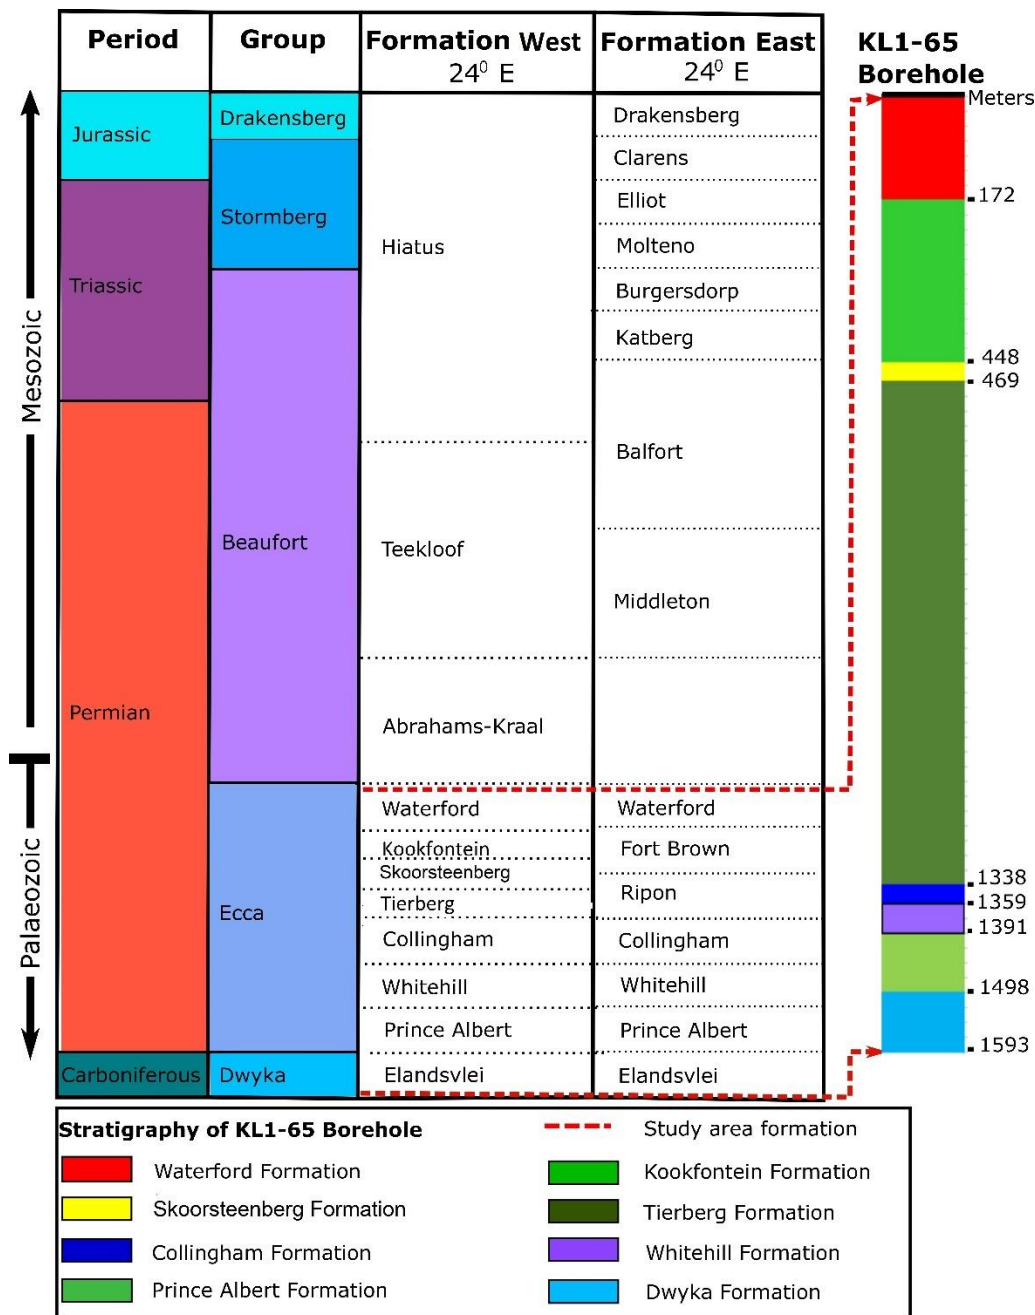 Period
Group
Formation West
24⁰ E
Formation East
24⁰ E
KL1-65
Borehole
Meters
Mesozoic
Palaeozoic
Jurassic
Triassic
Permian
Carboniferous
Drakensberg
Stormberg
Beaufort
Ecca
Dwyka
Hiatus
Teekloof
Abrahams-Kraal
Waterford
Kookfontein
Skoorsteenberg
Tierberg
Collingham
Whitehill
Prince Albert
Elandsvlei
Drakensberg
Clarens
Elliot
Molteno
Burgersdorp
Katberg
Balfort
Middleton
Waterford
Fort Brown
Ripon
Collingham
Whitehill
Prince Albert
Elandsvlei
172
448
469
1338
1359
1391
1498
1593
Stratigraphy of KL1-65 Borehole
Study area formation
Waterford Formation
Kookfontein Formation
Skoorsteenberg Formation
Tierberg Formation
Collingham Formation
Whitehill Formation
Prince Albert Formation
Dwyka Formation